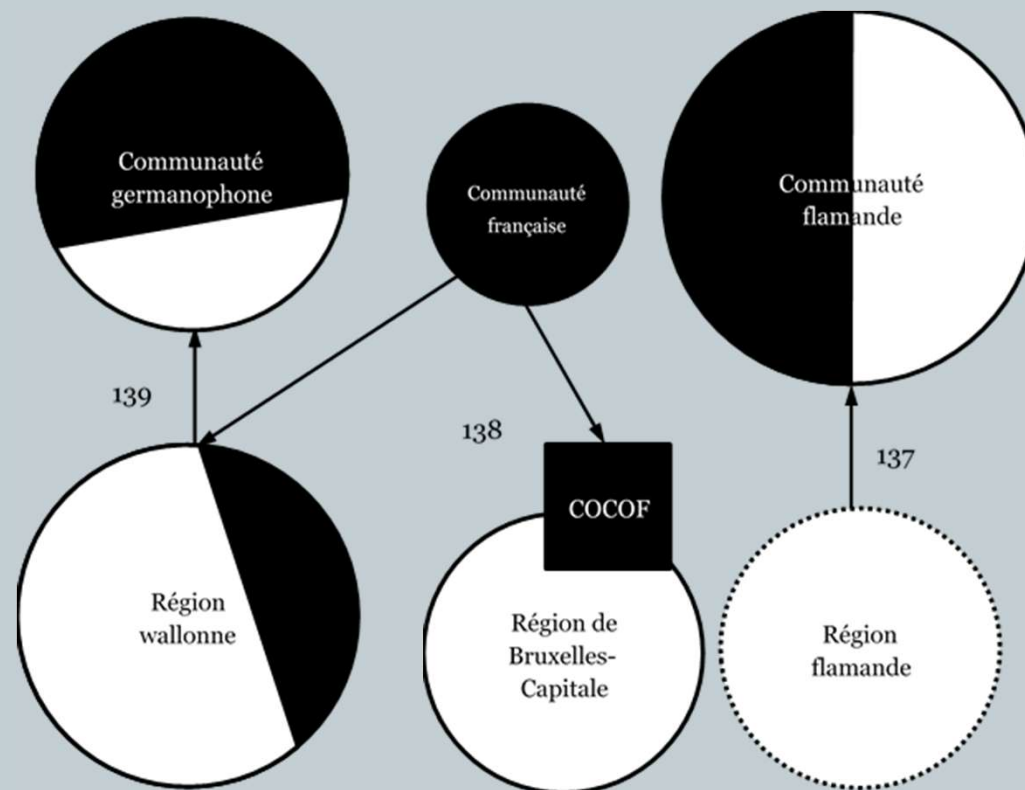 Communauté
germanophone
Communauté
française
Communauté
flamande
139
138
137
COCOF
Région
wallonne
Région de
Bruxelles-
Capitale
Région
flamande